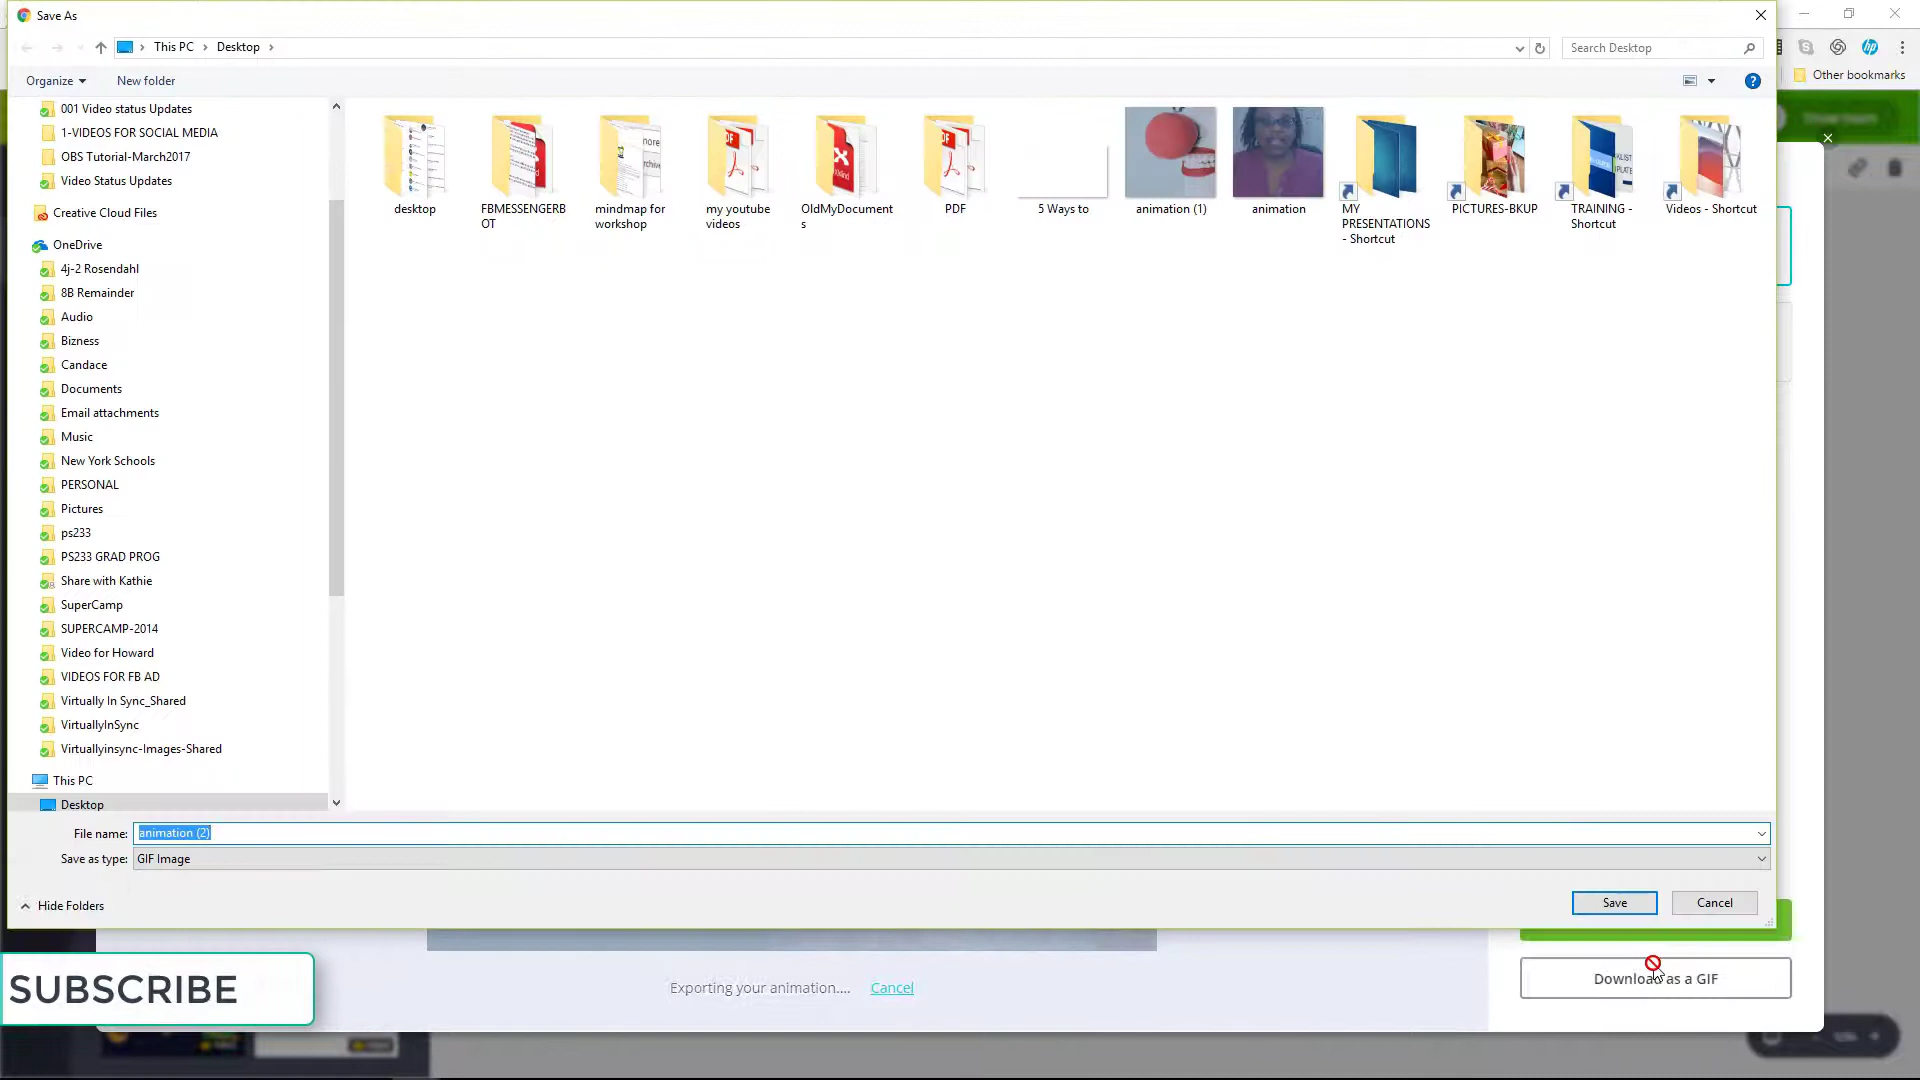 Save As
This PC
Desktop
Search Desktop
Organize
New folder
Other bookmarks
001 Video status Updates
1-VIDEOS FOR SOCIAL MEDIA
OBS Tutorial-March2017
Video Status Updates
Creative Cloud Files
OneDrive
4j-2 Rosendahl
8B Remainder
Audio
Bizness
Candace
Documents
Email attachments
Music
New York Schools
PERSONAL
Pictures
ps233
PS233 GRAD PROG
Share with Kathie
SuperCamp
SUPERCAMP-2014
Video for Howard
VIDEOS FOR FB AD
Virtually In Sync_Shared
VirtuallyInSync
Virtuallyinsync-Images-Shared
This PC
Desktop
desktop
FBMESSENGERB
OT
mindmap for
workshop
my youtube
videos
OldMyDocument
s
PDF
5 Ways to
animation (1)
animation
MY
PRESENTATIONS
- Shortcut
PICTURES-BKUP
TRAINING -
Shortcut
Videos - Shortcut
File name:
animation (2)
Save as type:
GIF Image
Hide Folders
Save
Cancel
SUBSCRIBE
Exporting your animation....
Cancel
Download as a GIF